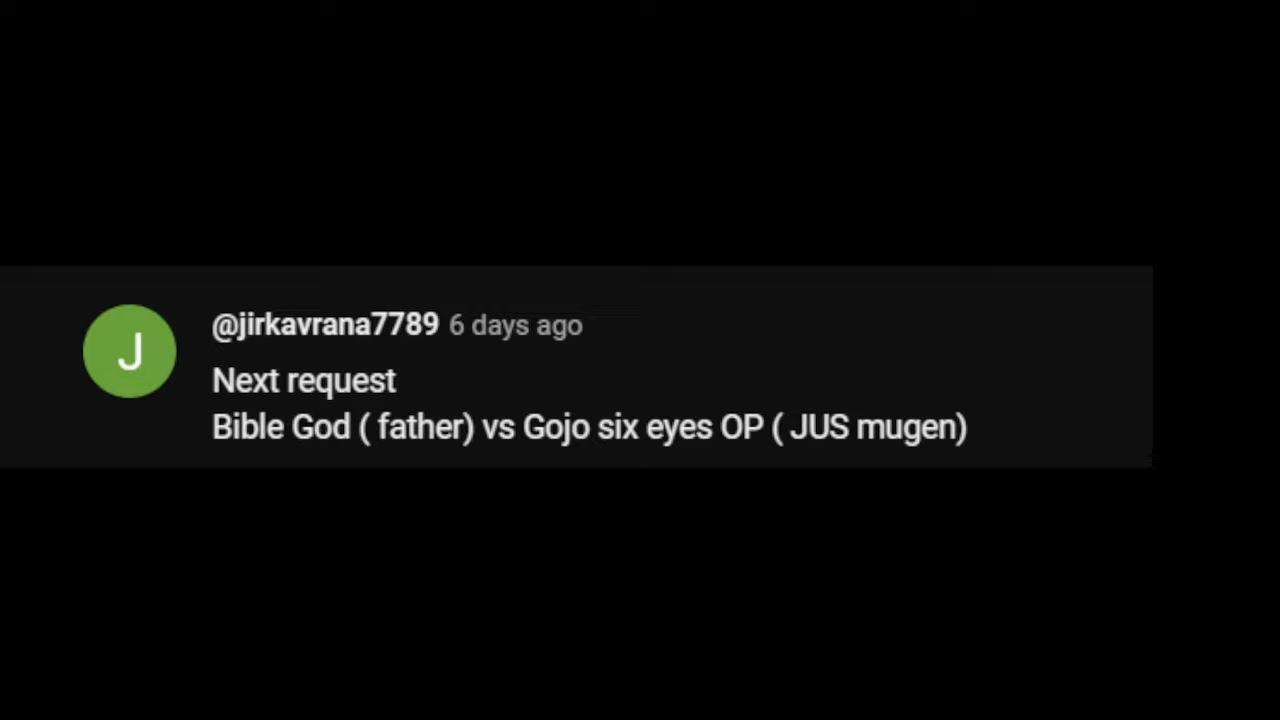 J
@jirkavrana7789 6 days ago
Next request
Bible God ( father) vs Gojo six eyes OP ( JUS mugen)